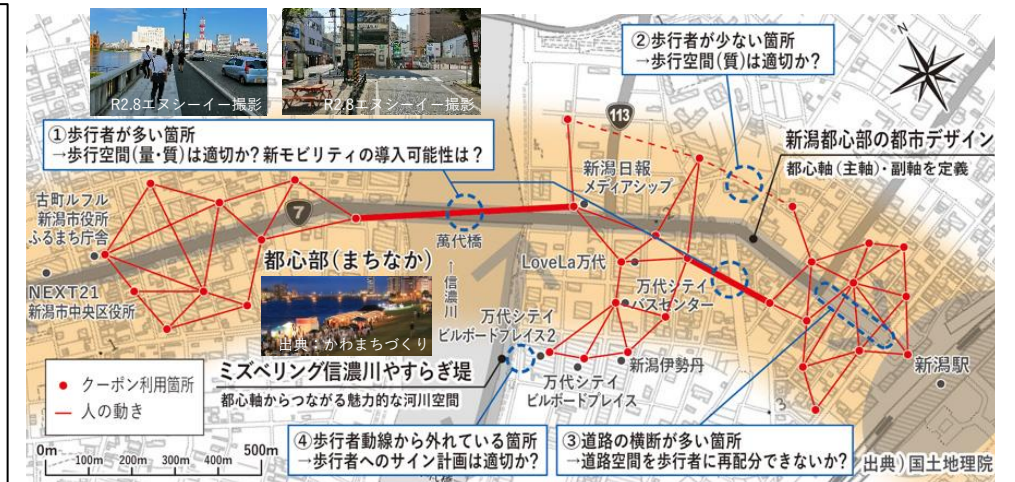 R2.8エヌシーイー撮影
R2.8エヌシーイー撮影
②歩行者が少ない箇所
→歩行空間(質)は適切か?
N
①歩行者が多い箇所
→歩行空間(量・質)は適切か?新モビリティの導入可能性は?
113
新潟都心部の都市デザイン
都心軸(主軸)・副軸を定義
新潟日報
メディアシップ
古町ルフル
新潟市役所
ふるまち庁舎
7
萬代橋
都心部(まちなか)
←信濃川
LoveLa万代
万代シテイ
バスセンター
NEXT21
新潟市中央区役所
出典:かわまちづくり
万代シテイ
ビルボードプレイス2
ミズベリング信濃川やすらぎ堤
都心軸からつながる魅力的な河川空間
新潟伊勢丹
万代シテイ
ビルボードプレイス
新潟駅
クーポン利用箇所
人の動き
0m
100m
200m
300m
400m
500m
④歩行者動線から外れている箇所
→歩行者へのサイン計画は適切か?
③道路の横断が多い箇所
→道路空間を歩行者に再配分できないか?
出典)国土地理院